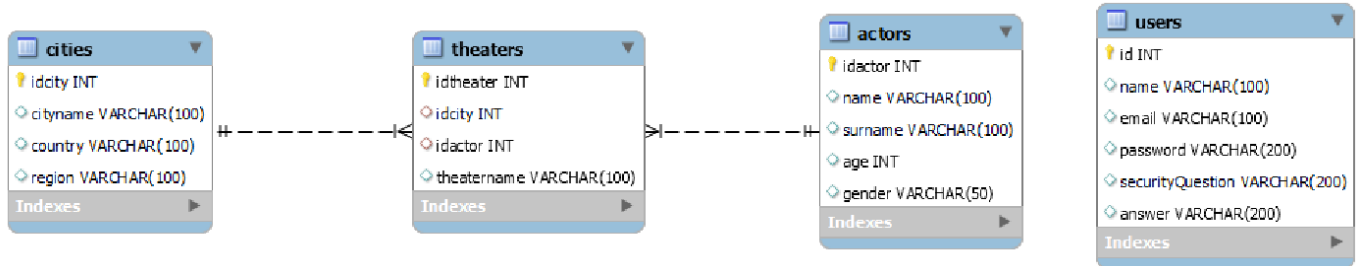 cities
idcity INT
cityname VARCHAR(100)
country VARCHAR(100)
region VARCHAR(100)
Indexes
theaters
idtheater INT
idcity INT
idactor INT
theatername VARCHAR(100)
Indexes
actors
idactor INT
name VARCHAR(100)
surname VARCHAR(100)
age INT
gender VARCHAR(50)
Indexes
users
id INT
name VARCHAR(100)
email VARCHAR(100)
password VARCHAR(200)
securityQuestion VARCHAR(200)
answer VARCHAR(200)
Indexes